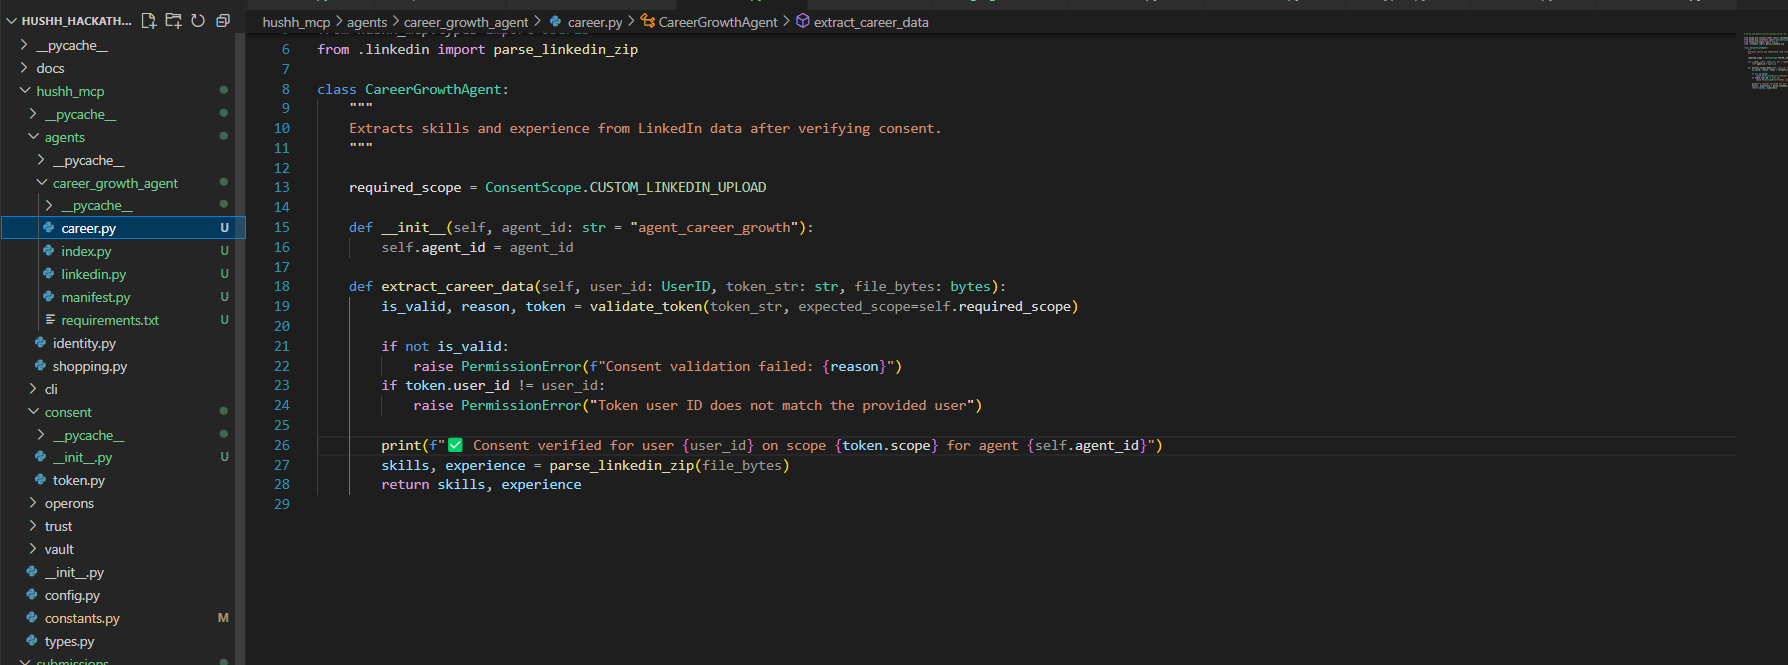 HUSHH_HACKATH...
__pycache__
docs
hushh_mcp
__pycache__
agents
__pycache__
career_growth_agent
__pycache__
career.py U
index.py U
linkedin.py U
manifest.py U
requirements.txt U
identity.py
shopping.py
cli
consent
__pycache__
__init__.py U
token.py
operons
trust
vault
__init__.py
config.py
constants.py M
types.py
submissions
hushh_mcp > agents > career_growth_agent > career.py > CareerGrowthAgent > extract_career_data
6 from .linkedin import parse_linkedin_zip
7
8 class CareerGrowthAgent:
9 """
10 Extracts skills and experience from LinkedIn data after verifying consent.
11 """
12
13 required_scope = ConsentScope.CUSTOM_LINKEDIN_UPLOAD
14
15 def __init__(self, agent_id: str = "agent_career_growth"):
16 self.agent_id = agent_id
17
18 def extract_career_data(self, user_id: UserID, token_str: str, file_bytes: bytes):
19 is_valid, reason, token = validate_token(token_str, expected_scope=self.required_scope)
20
21 if not is_valid:
22 raise PermissionError(f"Consent validation failed: {reason}")
23 if token.user_id != user_id:
24 raise PermissionError("Token user ID does not match the provided user")
25
26 print(f"✅ Consent verified for user {user_id} on scope {token.scope} for agent {self.agent_id}")
27 skills, experience = parse_linkedin_zip(file_bytes)
28 return skills, experience
29